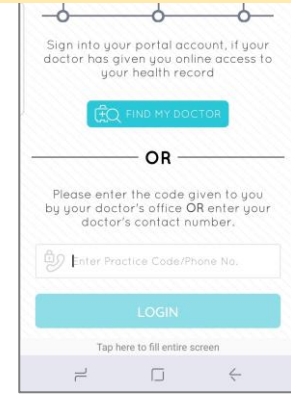 Sign into your portal account, if your
doctor has given you online access to
your health record
FIND MY DOCTOR
OR
Please enter the code given to you
by your doctor's office OR enter your
doctor's contact number.
Enter Practice Code/Phone No.
LOGIN
Tap here to fill entire screen